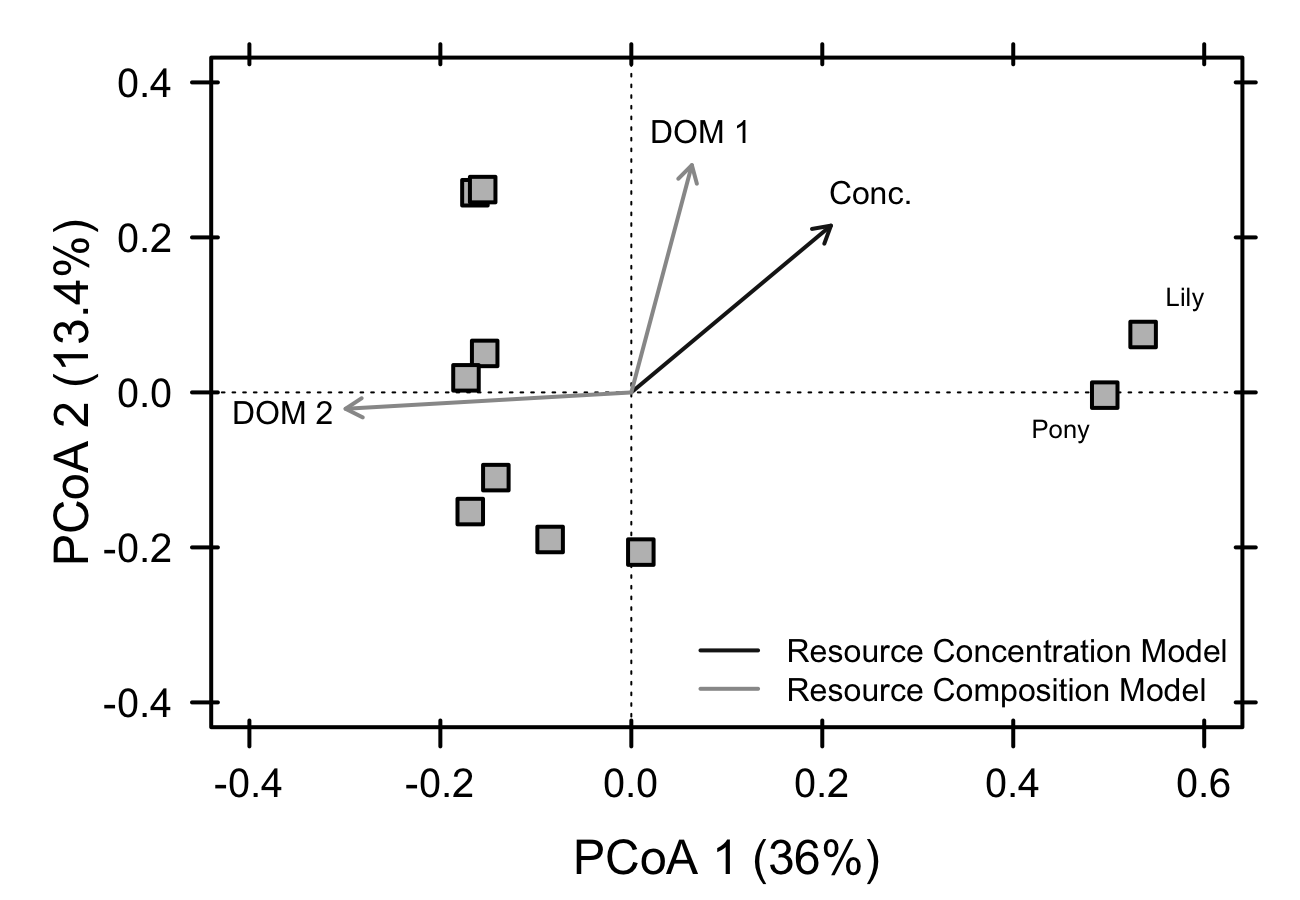 0.4
0.2
0.0
-0.2
-0.4
PCoA 2 (13.4%)
DOM 1
Conc.
Lily
Pony
DOM 2
Resource Concentration Model
Resource Composition Model
-0.4
-0.2
0.0
0.2
0.4
0.6
PCoA 1 (36%)